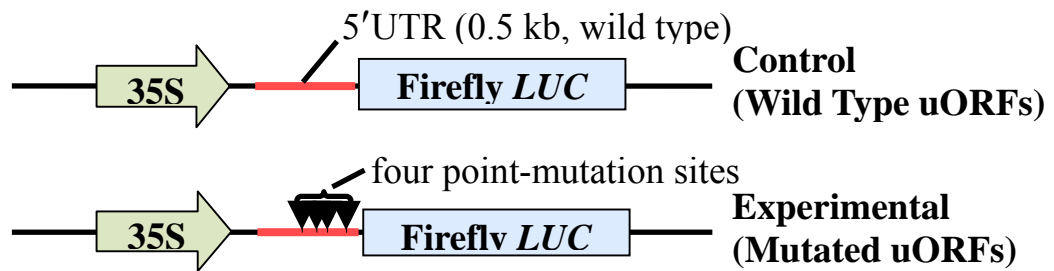 5′UTR (0.5 kb, wild type)
35S
Firefly LUC
Control
(Wild Type uORFs)
four point-mutation sites
35S
Firefly LUC
Experimental
(Mutated uORFs)